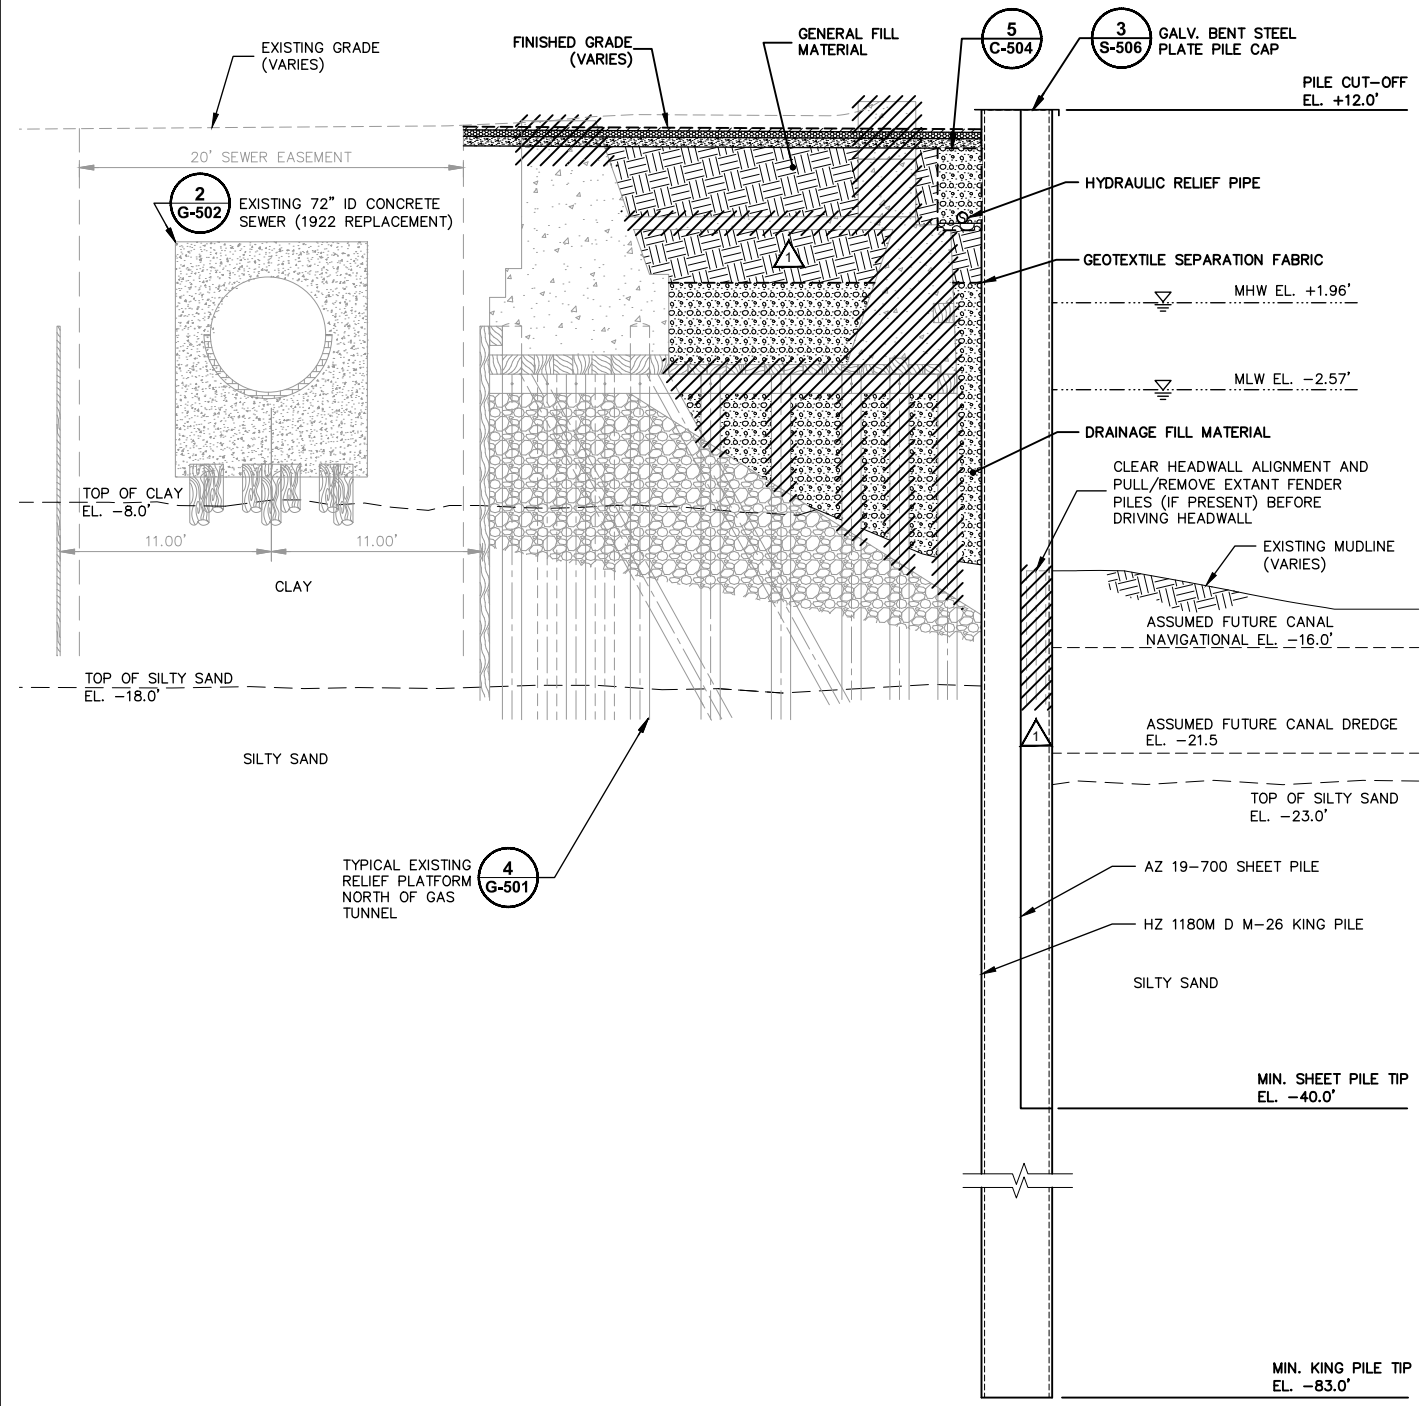 EXISTING GRADE
(VARIES)
FINISHED GRADE
(VARIES)
GENERAL FILL
MATERIAL
5
C-504
3
S-506
GALV. BENT STEEL
PLATE PILE CAP
PILE CUT-OFF
EL. +12.0'
20' SEWER EASEMENT
2
G-502
EXISTING 72" ID CONCRETE
SEWER (1922 REPLACEMENT)
HYDRAULIC RELIEF PIPE
1
GEOTEXTILE SEPARATION FABRIC
MHW EL. +1.96'
MLW EL. -2.57'
DRAINAGE FILL MATERIAL
CLEAR HEADWALL ALIGNMENT AND
PULL/REMOVE EXTANT FENDER
PILES (IF PRESENT) BEFORE
DRIVING HEADWALL
TOP OF CLAY
EL. -8.0'
11.00'
11.00'
CLAY
EXISTING MUDLINE
(VARIES)
ASSUMED FUTURE CANAL
NAVIGATIONAL EL. -16.0'
TOP OF SILTY SAND
EL. -18.0'
ASSUMED FUTURE CANAL DREDGE
EL. -21.5
1
SILTY SAND
TOP OF SILTY SAND
EL. -23.0'
TYPICAL EXISTING
RELIEF PLATFORM
NORTH OF GAS
TUNNEL
4
G-501
AZ 19-700 SHEET PILE
HZ 1180M D M-26 KING PILE
SILTY SAND
MIN. SHEET PILE TIP
EL. -40.0'
MIN. KING PILE TIP
EL. -83.0'